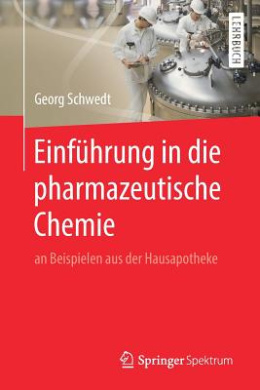 LEHRBUCH
Georg Schwedt
Einführung in die
pharmazeutische
Chemie
an Beispielen aus der Hausapotheke
Springer Spektrum